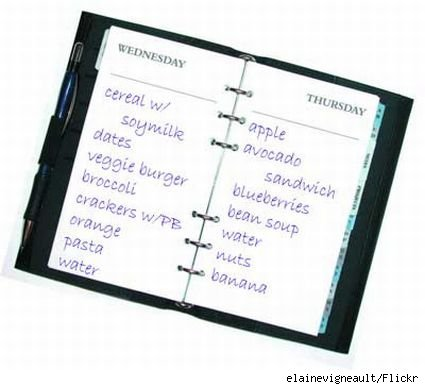 WEDNESDAY
cereal w/
soymilk
dates
veggie burger
broccoli
crackers w/PB
orange
pasta
water
THURSDAY
apple
avocado
sandwich
blueberries
bean soup
water
nuts
banana
elainevigneault/Flickr